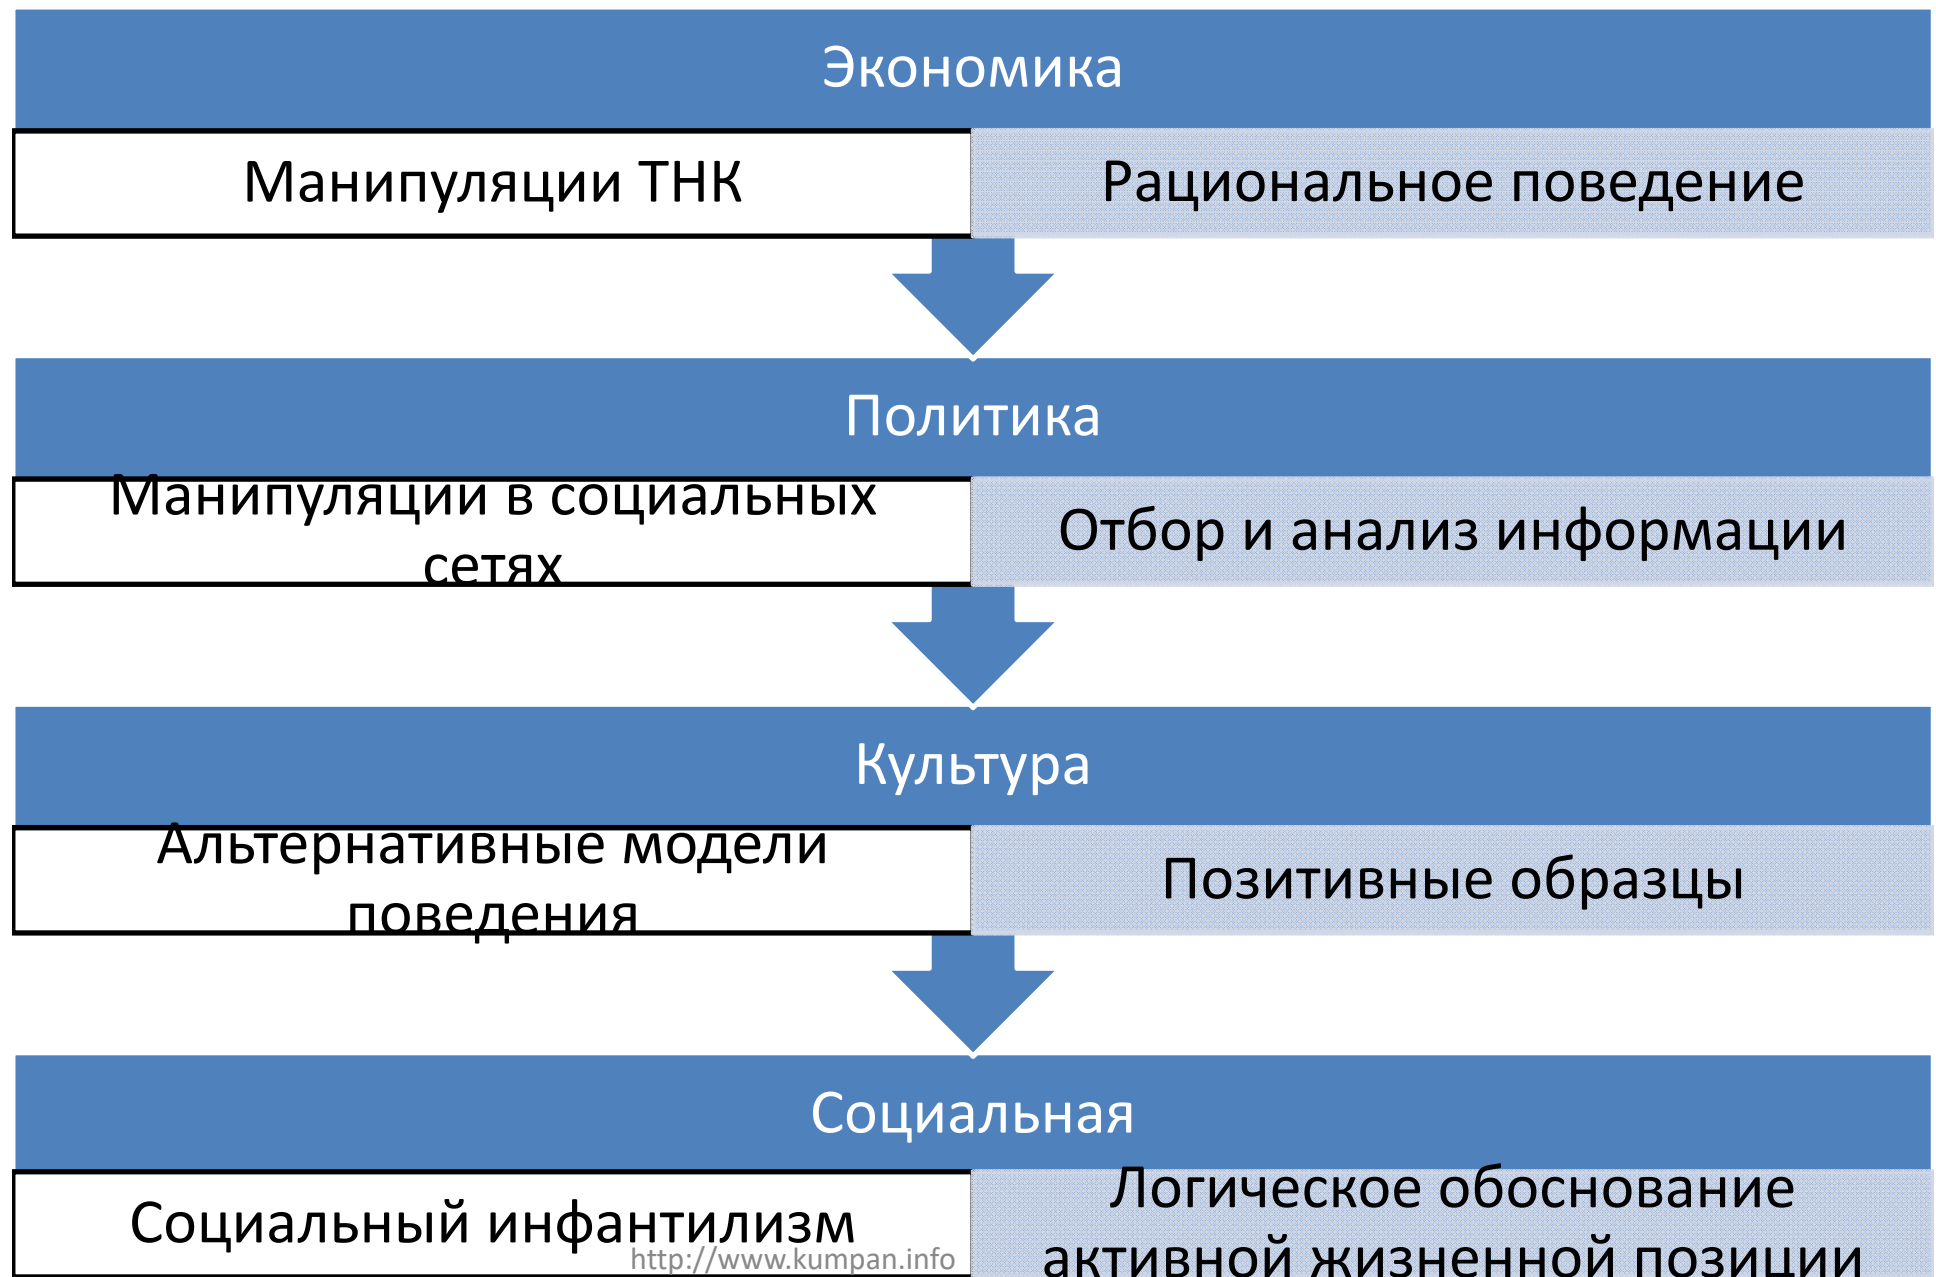 Экономика
Манипуляции ТНК
Рациональное поведение
Политика
Манипуляции в социальных
сетях
Отбор и анализ информации
Культура
Альтернативные модели
поведения
Позитивные образцы
Социальная
Социальный инфантилизм
Логическое обоснование
активной жизненной позиции
http://www.kumpan.info